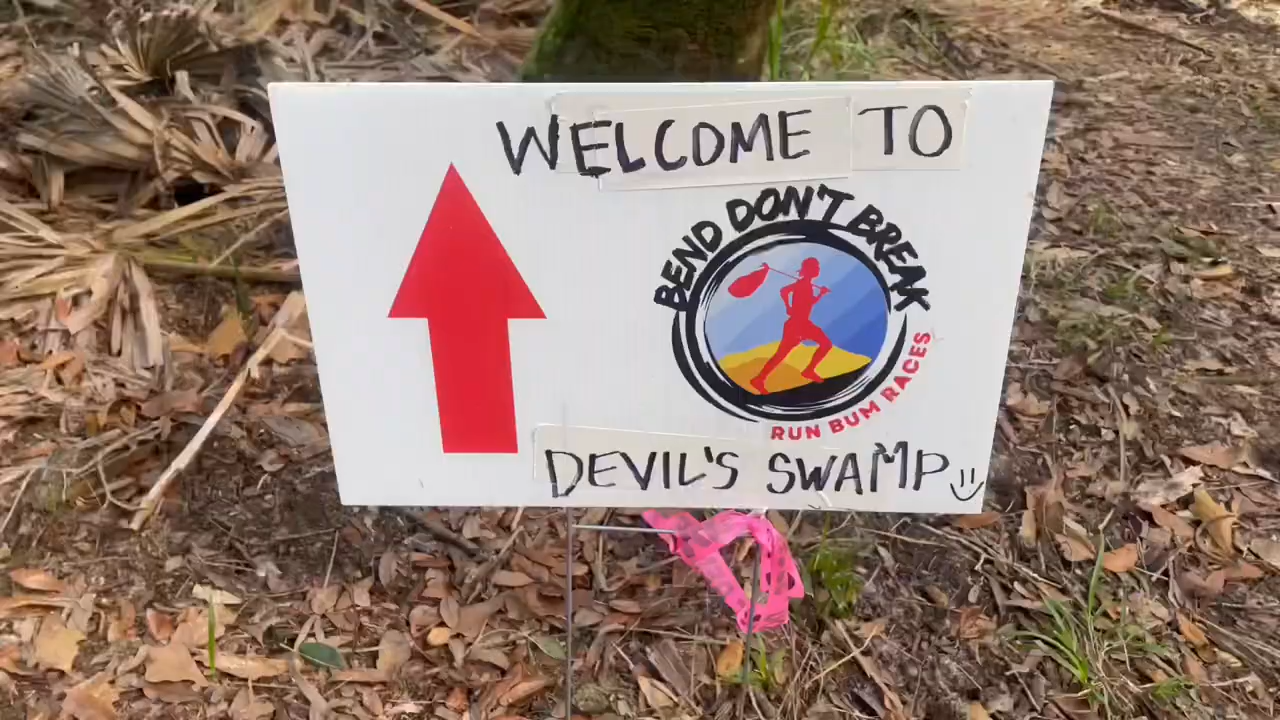 WELCOME TO
BEND DON'T BREAK
RUN BUM RACES
DEVIL'S SWAMP